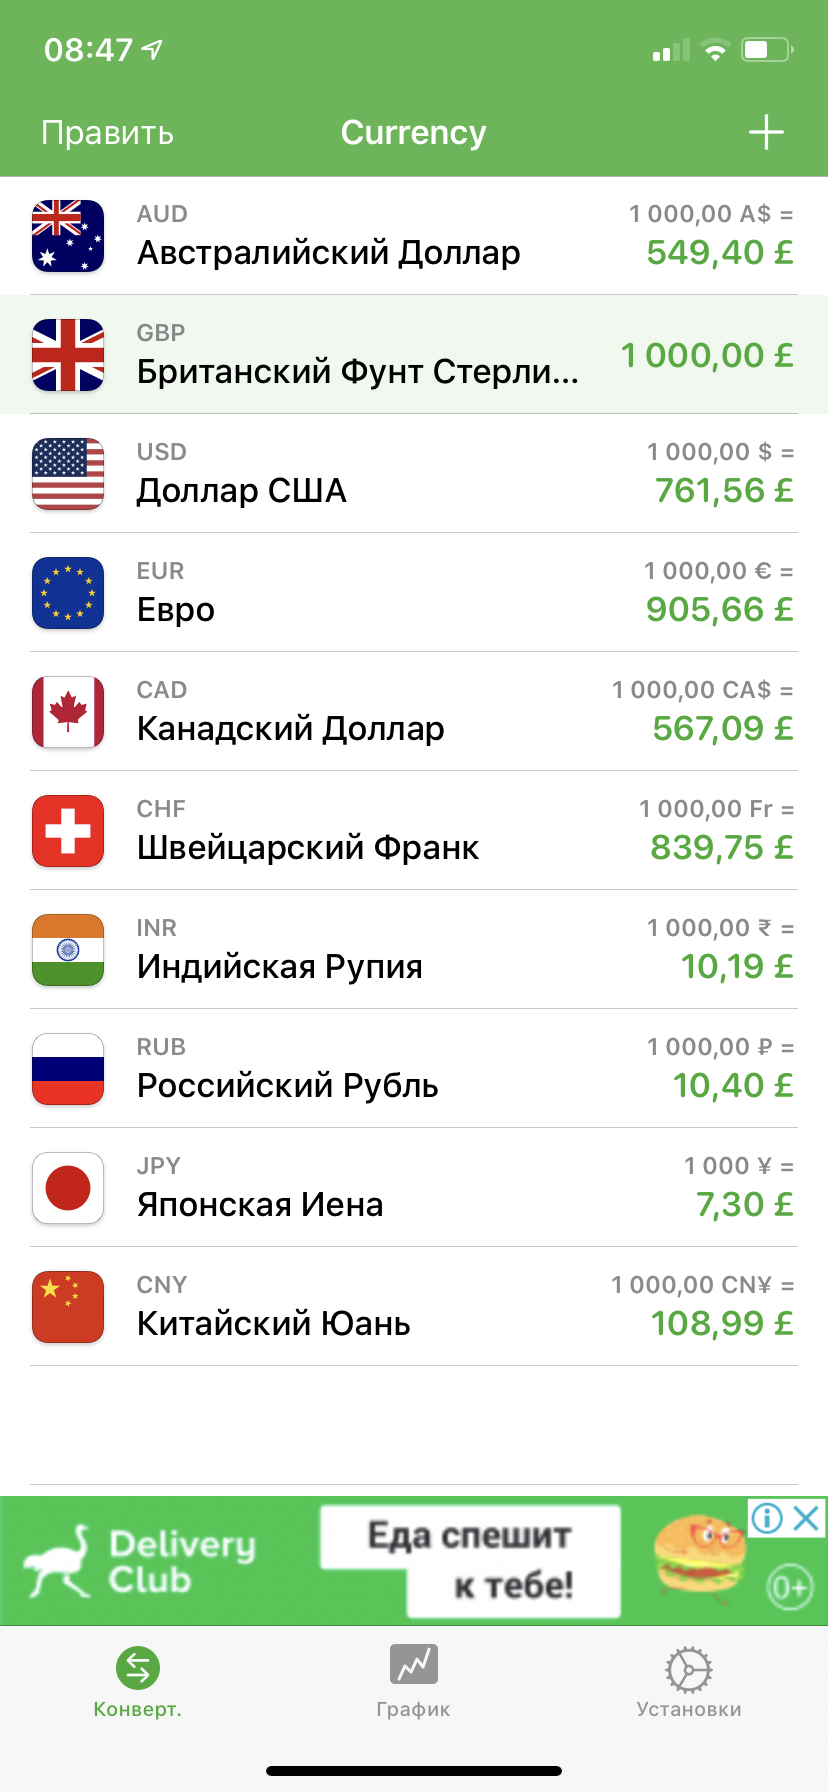 08:47
Править
Currency
AUD
1 000,00 A$ =
Австралийский Доллар
549,40 £
GBP
Британский Фунт Стерли...
1 000,00 £
USD
1 000,00 $ =
Доллар США
761,56 £
EUR
1 000,00 € =
Евро
905,66 £
CAD
1 000,00 CA$ =
Канадский Доллар
567,09 £
CHF
1 000,00 Fr =
Швейцарский Франк
839,75 £
INR
1 000,00 ₹ =
Индийская Рупия
10,19 £
RUB
1 000,00 ₽ =
Российский Рубль
10,40 £
JPY
1 000 ¥ =
Японская Иена
7,30 £
CNY
1 000,00 CN¥ =
Китайский Юань
108,99 £
Delivery
Club
Еда спешит
к тебе!
0+
Конверт.
График
Установки